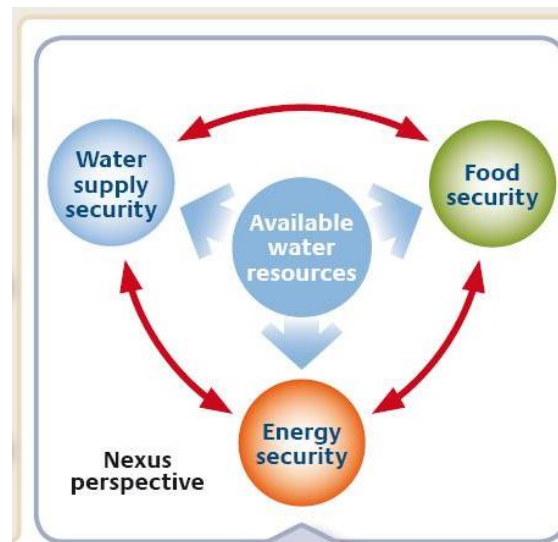 Water
supply
security
Food
security
Available
water
resources
Energy
security
Nexus
perspective